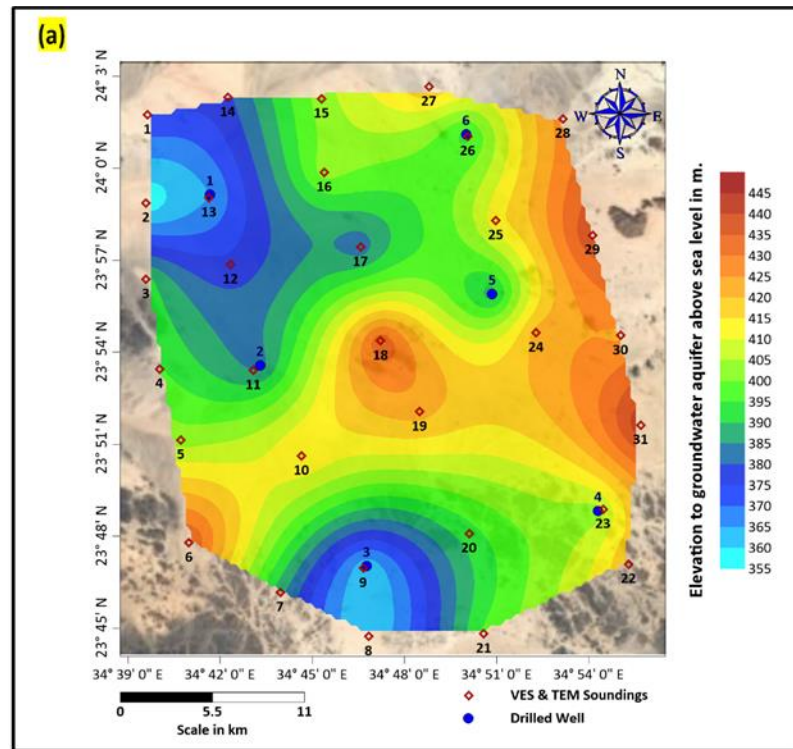 (a)
N
W E
S
24° 3' N
24° 0' N
23° 57' N
23° 54' N
23° 51' N
23° 48' N
23° 45' N
27
14
15
1
28
6
26
16
1
13
2
25
29
17
12
3
5
24
30
18
2
11
4
19
31
5
10
4
23
20
6
3
9
22
7
8
21
34° 39' 0" E
34° 42' 0" E
34° 45' 0" E
34° 48' 0" E
34° 51' 0" E
34° 54' 0" E
0 5.5 11
Scale in km
VES & TEM Soundings
Drilled Well
Elevation to groundwater aquifer above sea level in m.
445
440
435
430
425
420
415
410
405
400
395
390
385
380
375
370
365
360
355